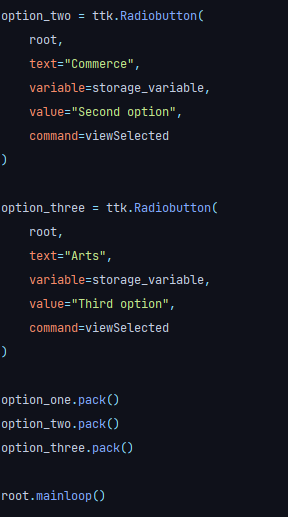 option_two = ttk.Radiobutton(
    root,
    text="Commerce",
    variable=storage_variable,
    value="Second option",
    command=viewSelected
)

option_three = ttk.Radiobutton(
    root,
    text="Arts",
    variable=storage_variable,
    value="Third option",
    command=viewSelected
)

option_one.pack()
option_two.pack()
option_three.pack()

root.mainloop()